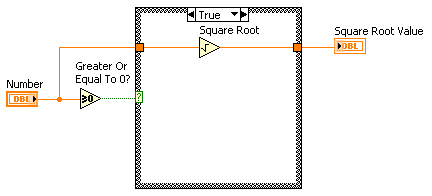 True
Square Root
Square Root Value
DBL
Greater Or
Equal To 0?
Number
DBL
≥0
?